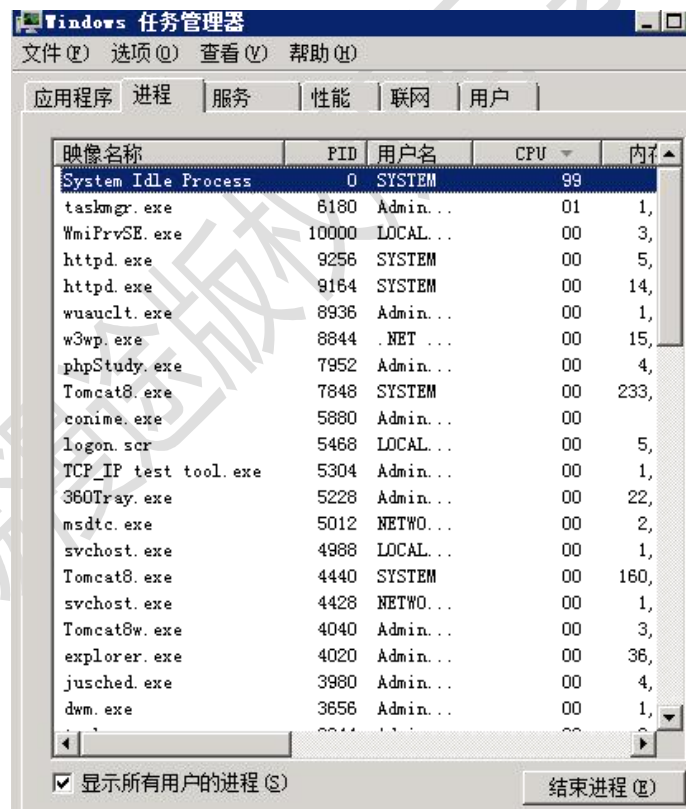 Windows 任务管理器
文件(F) 选项(O) 查看(V) 帮助(H)
应用程序 进程 服务 性能 联网 用户
映像名称 PID 用户名 CPU 内存
System Idle Process 0 SYSTEM 99
taskmgr.exe 6180 Admin... 01 1,
WmiPrvSE.exe 10000 LOCAL... 00 3,
httpd.exe 9256 SYSTEM 00 5,
httpd.exe 9164 SYSTEM 00 14,
wuauclt.exe 8936 Admin... 00 1,
w3wp.exe 8844 .NET ... 00 15,
phpStudy.exe 7952 Admin... 00 4,
Tomcat8.exe 7848 SYSTEM 00 233,
conime.exe 5880 Admin... 00
logon.scr 5468 LOCAL... 00 5,
TCP_IP test tool.exe 5304 Admin... 00 1,
360Tray.exe 5228 Admin... 00 22,
msdtc.exe 5012 NETWO... 00 2,
svchost.exe 4988 LOCAL... 00 1,
Tomcat8.exe 4440 SYSTEM 00 160,
svchost.exe 4428 NETWO... 00 1,
Tomcat8w.exe 4040 Admin... 00 3,
explorer.exe 4020 Admin... 00 36,
jusched.exe 3980 Admin... 00 4,
dwm.exe 3656 Admin... 00 1,
显示所有用户的进程(S) 结束进程(E)